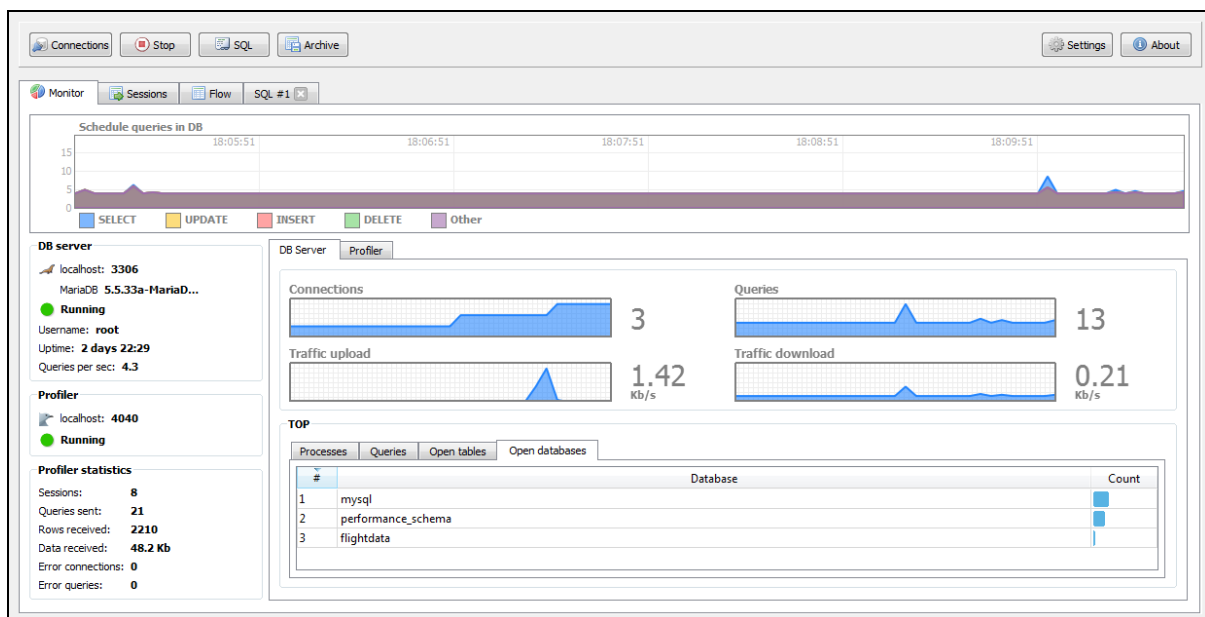 Connections Stop SQL Archive Settings About
Monitor Sessions Flow SQL #1
Schedule queries in DB
18:05:51 18:06:51 18:07:51 18:08:51 18:09:51
15
10
5
0
SELECT UPDATE INSERT DELETE Other
DB server
localhost: 3306
MariaDB 5.5.33a-MariaD...
Running
Username: root
Uptime: 2 days 22:29
Queries per sec: 4.3
Profiler
localhost: 4040
Running
Profiler statistics
Sessions: 8
Queries sent: 21
Rows received: 2210
Data received: 48.2 Kb
Error connections: 0
Error queries: 0
DB Server Profiler
Connections
3
Queries
13
Traffic upload
1.42
Kb/s
Traffic download
0.21
Kb/s
TOP
Processes Queries Open tables Open databases
# Database Count
1 mysql
2 performance_schema
3 flightdata